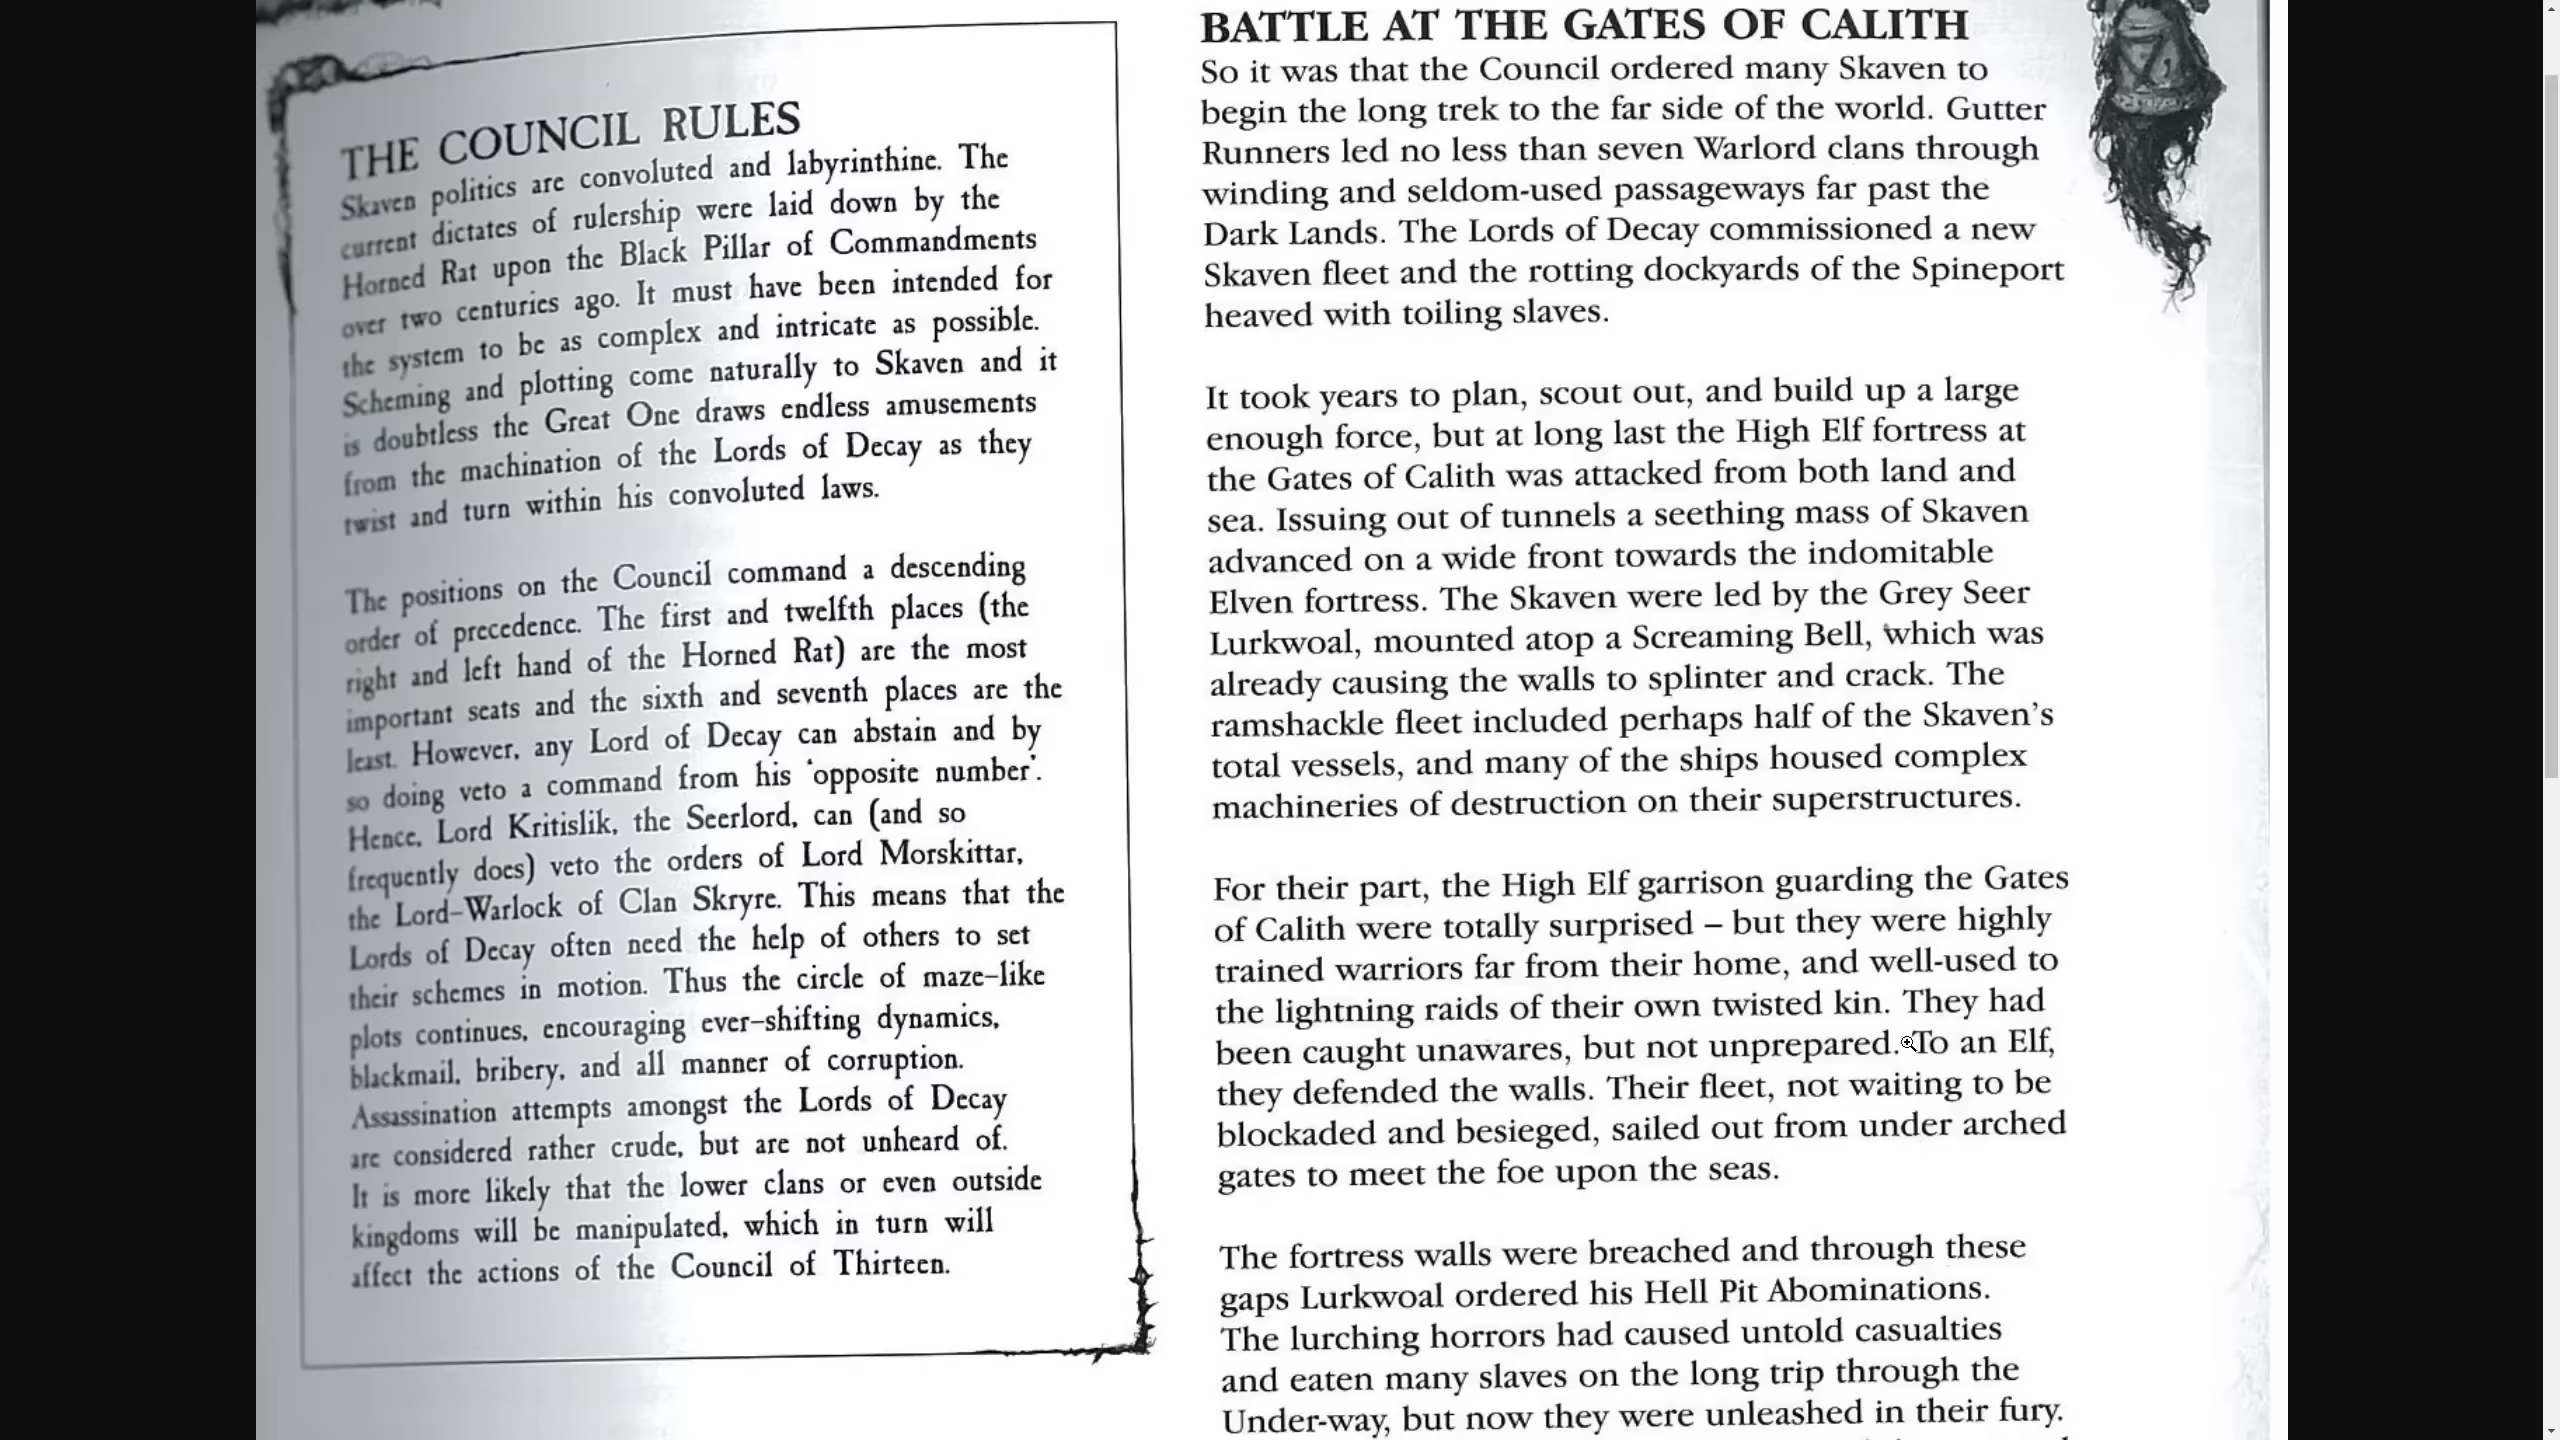 THE COUNCIL RULES
Skaven politics are convoluted and labyrinthine. The
current dictates of rulership were laid down by the
Horned Rat upon the Black Pillar of Commandments
over two centuries ago. It must have been intended for
the system to be as complex and intricate as possible.
Scheming and plotting come naturally to Skaven and it
is doubtless the Great One draws endless amusements
from the machination of the Lords of Decay as they
twist and turn within his convoluted laws.
The positions on the Council command a descending
order of precedence. The first and twelfth places (the
right and left hand of the Horned Rat) are the most
important seats and the sixth and seventh places are the
least. However, any Lord of Decay can abstain and by
so doing veto a command from his 'opposite number'.
Hence, Lord Kritislik, the Seerlord, can (and so
frequently does) veto the orders of Lord Morskittar,
the Lord-Warlock of Clan Skryre. This means that the
Lords of Decay often need the help of others to set
their schemes in motion. Thus the circle of maze-like
plots continues, encouraging ever-shifting dynamics,
blackmail, bribery, and all manner of corruption.
Assassination attempts amongst the Lords of Decay
are considered rather crude, but are not unheard of.
It is more likely that the lower clans or even outside
kingdoms will be manipulated, which in turn will
affect the actions of the Council of Thirteen.
BATTLE AT THE GATES OF CALITH
So it was that the Council ordered many Skaven to
begin the long trek to the far side of the world. Gutter
Runners led no less than seven Warlord clans through
winding and seldom-used passageways far past the
Dark Lands. The Lords of Decay commissioned a new
Skaven fleet and the rotting dockyards of the Spineport
heaved with toiling slaves.
It took years to plan, scout out, and build up a large
enough force, but at long last the High Elf fortress at
the Gates of Calith was attacked from both land and
sea. Issuing out of tunnels a seething mass of Skaven
advanced on a wide front towards the indomitable
Elven fortress. The Skaven were led by the Grey Seer
Lurkwoal, mounted atop a Screaming Bell, which was
already causing the walls to splinter and crack. The
ramshackle fleet included perhaps half of the Skaven's
total vessels, and many of the ships housed complex
machineries of destruction on their superstructures.
For their part, the High Elf garrison guarding the Gates
of Calith were totally surprised – but they were highly
trained warriors far from their home, and well-used to
the lightning raids of their own twisted kin. They had
been caught unawares, but not unprepared. To an Elf,
they defended the walls. Their fleet, not waiting to be
blockaded and besieged, sailed out from under arched
gates to meet the foe upon the seas.
The fortress walls were breached and through these
gaps Lurkwoal ordered his Hell Pit Abominations.
The lurching horrors had caused untold casualties
and eaten many slaves on the long trip through the
Under-way, but now they were unleashed in their fury.